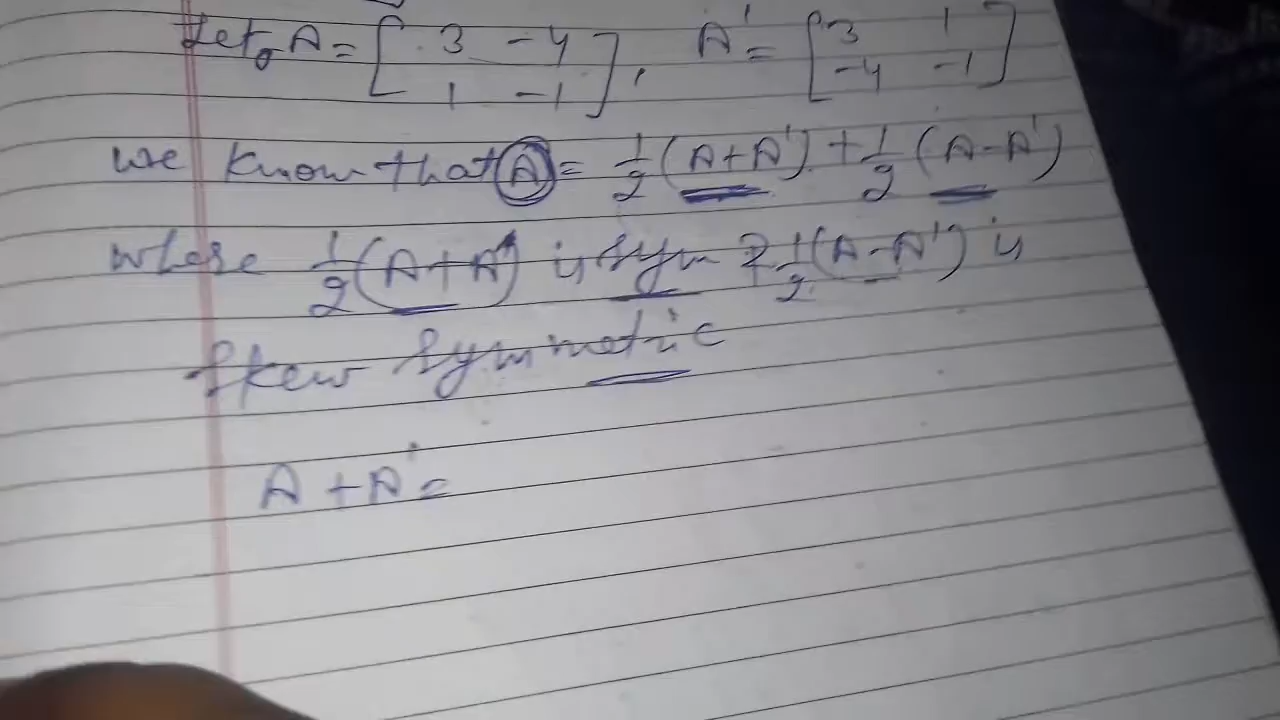 Let A = [ 3 -4 1 -1 ], A' = [ 3 1 -4 -1 ]
we know that A = 1/2 (A+A') + 1/2 (A-A')
where 1/2 (A+A') is sym & 1/2 (A-A') is
skew symmetric
A + A' =